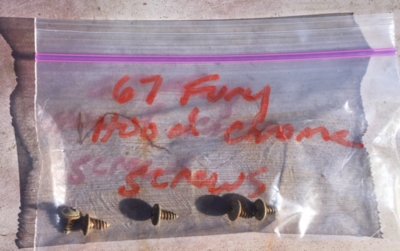 67 Fury
Hood chrome
screws